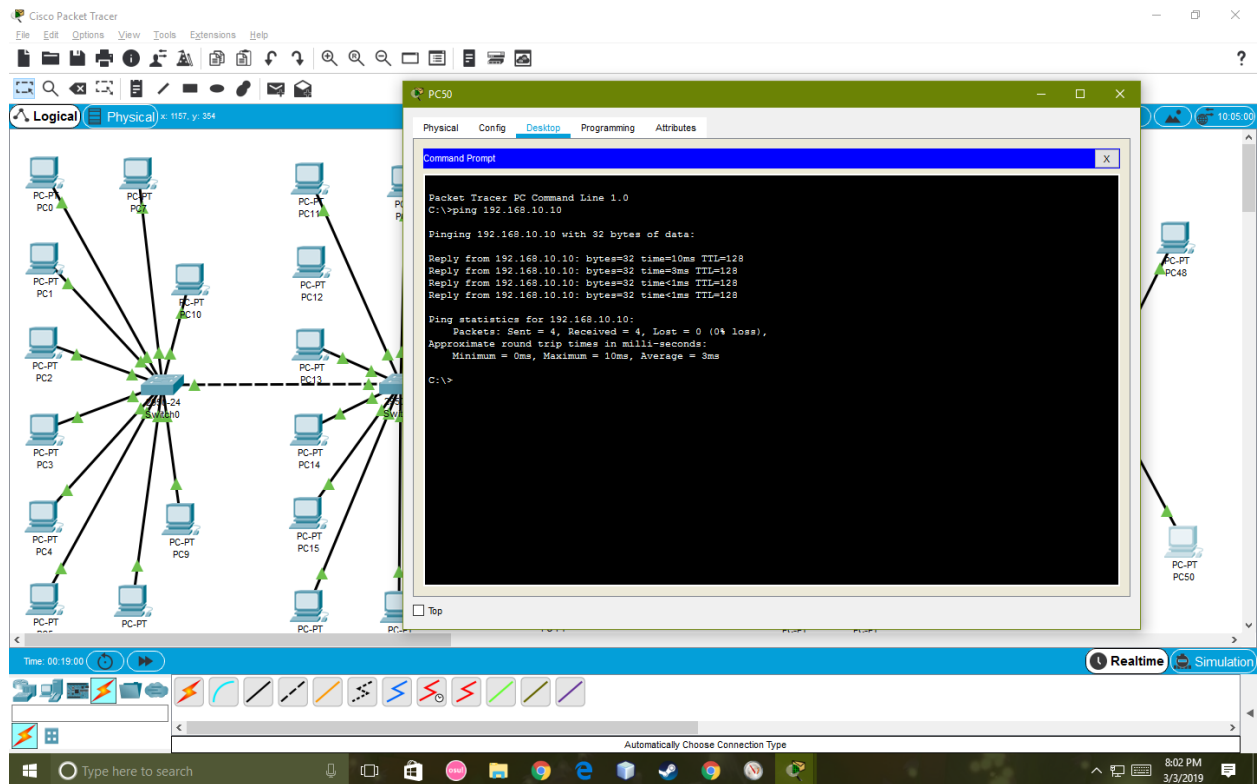 Cisco Packet Tracer
File Edit Options View Tools Extensions Help
?
Logical Physical x: 1157, y: 354
10:05:00
PC50
Physical Config Desktop Programming Attributes
Command Prompt
X
Packet Tracer PC Command Line 1.0
C:\>ping 192.168.10.10
Pinging 192.168.10.10 with 32 bytes of data:
Reply from 192.168.10.10: bytes=32 time=10ms TTL=128
Reply from 192.168.10.10: bytes=32 time=3ms TTL=128
Reply from 192.168.10.10: bytes=32 time<1ms TTL=128
Reply from 192.168.10.10: bytes=32 time<1ms TTL=128
Ping statistics for 192.168.10.10:
Packets: Sent = 4, Received = 4, Lost = 0 (0% loss),
Approximate round trip times in milli-seconds:
Minimum = 0ms, Maximum = 10ms, Average = 3ms
C:\>
Top
PC-PT
PC0
PC-PT
PC7
PC-PT
PC11
PC-PT
PC1
PC-PT
PC10
PC-PT
PC12
PC-PT
PC2
PC-PT
PC13
Switch0
PC-PT
PC3
PC-PT
PC14
PC-PT
PC4
PC-PT
PC9
PC-PT
PC15
PC-PT
PC-PT
PC-PT
PC-PT
PC48
PC-PT
PC50
Time: 00:19:00
Realtime
Simulation
Automatically Choose Connection Type
Type here to search
8:02 PM
3/3/2019